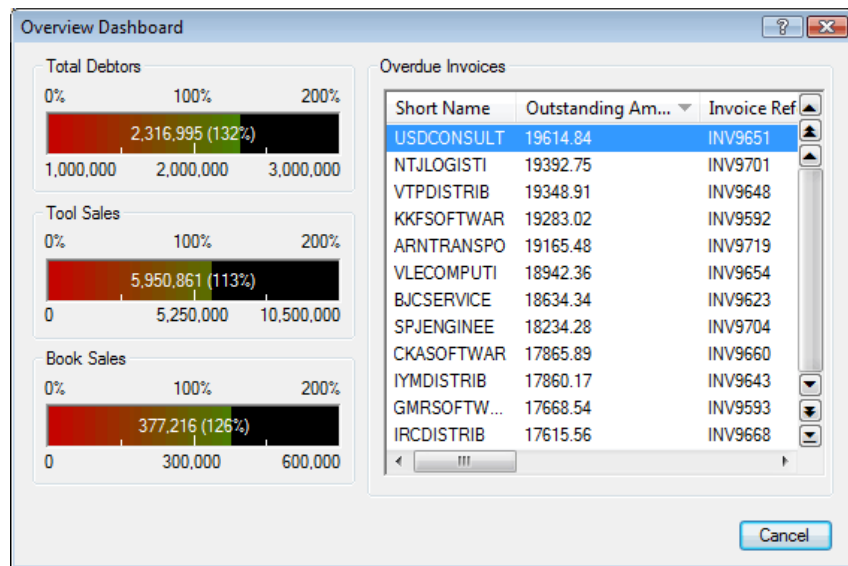 Overview Dashboard
Total Debtors
0% 100% 200%
2,316,995 (132%)
1,000,000 2,000,000 3,000,000
Tool Sales
0% 100% 200%
5,950,861 (113%)
0 5,250,000 10,500,000
Book Sales
0% 100% 200%
377,216 (126%)
0 300,000 600,000
Overdue Invoices
Short Name Outstanding Am... Invoice Ref
USDCONSULT 19614.84 INV9651
NTJLOGISTI 19392.75 INV9701
VTPDISTRIB 19348.91 INV9648
KKFSOFTWAR 19283.02 INV9592
ARNTRANSPO 19165.48 INV9719
VLECOMPUTI 18942.36 INV9654
BJCSERVICE 18634.34 INV9623
SPJENGINEE 18234.28 INV9704
CKASOFTWAR 17865.89 INV9660
IYMDISTRIB 17860.17 INV9643
GMRSOFTW... 17668.54 INV9593
IRCDISTRIB 17615.56 INV9668
Cancel